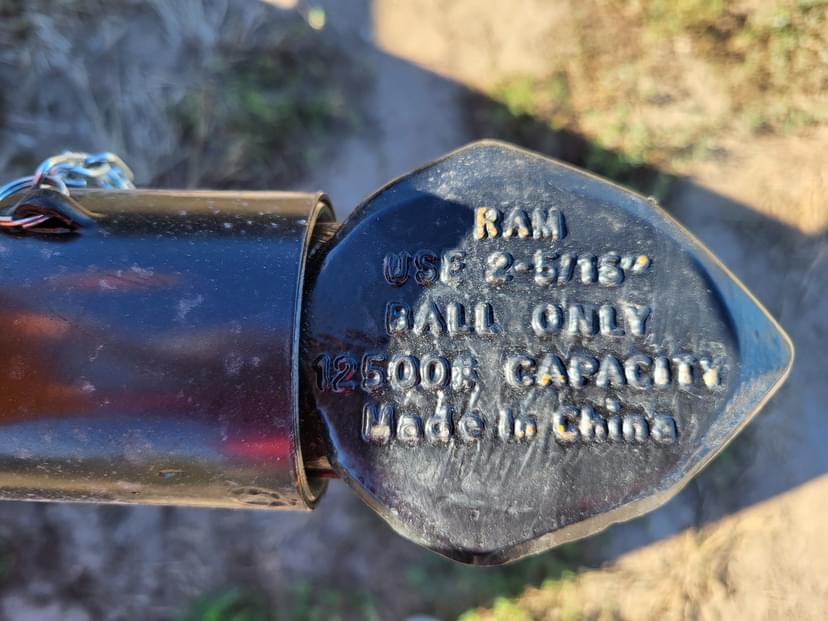 RAM
USE 2-5/16"
BALL ONLY
12500# CAPACITY
Made In China